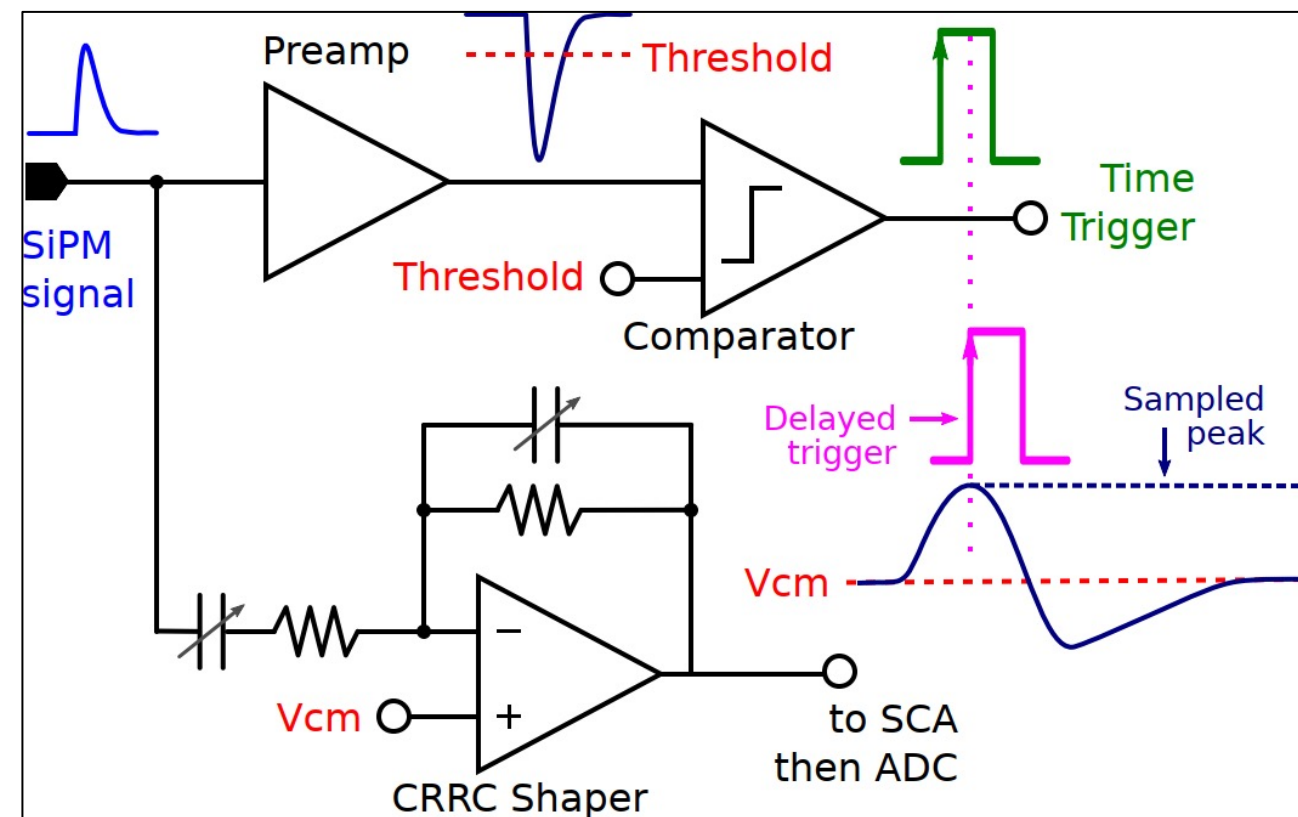 Preamp
Threshold
SiPM
signal
Threshold
Comparator
Time
Trigger
Delayed
trigger
Sampled
peak
Vcm
−
+
Vcm
to SCA
then ADC
CRRC Shaper